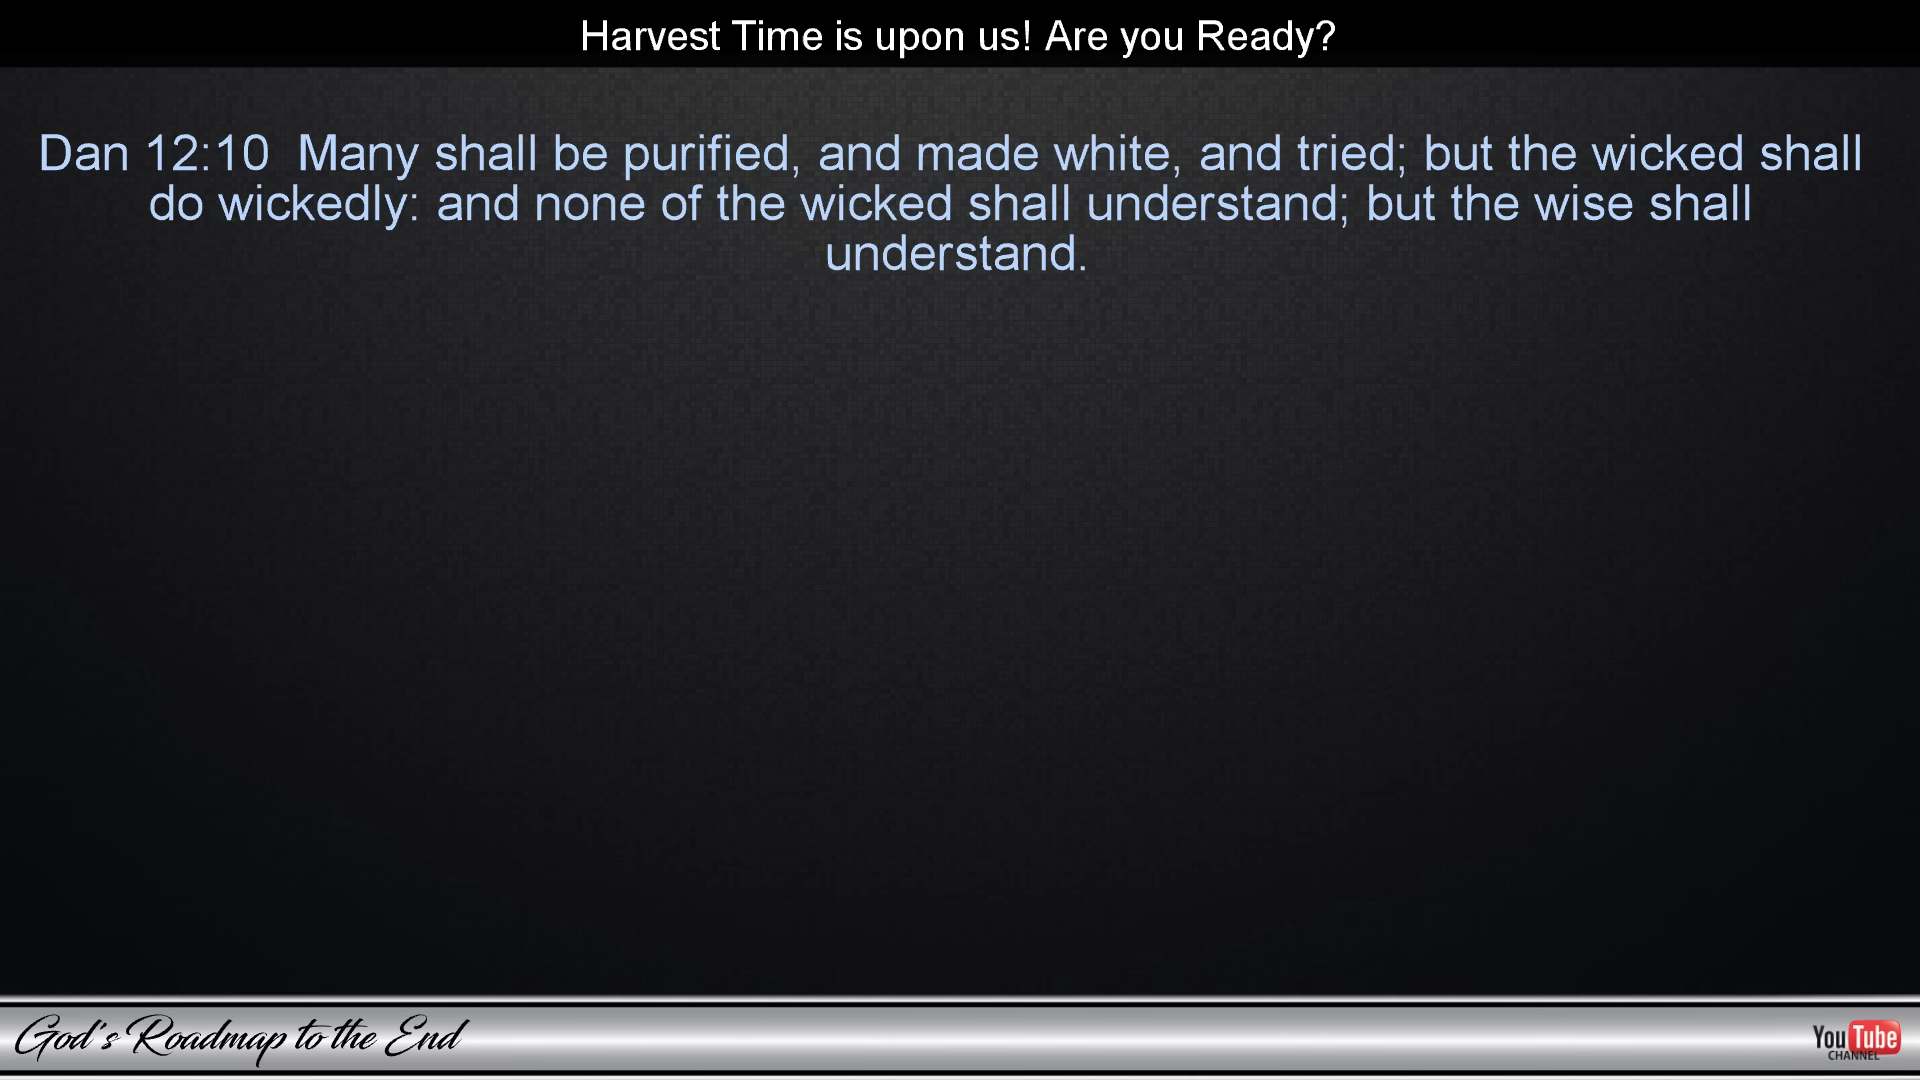 Harvest Time is upon us! Are you Ready?
Dan 12:10  Many shall be purified, and made white, and tried; but the wicked shall
do wickedly: and none of the wicked shall understand; but the wise shall
understand.
God's Roadmap to the End
YouTube
CHANNEL